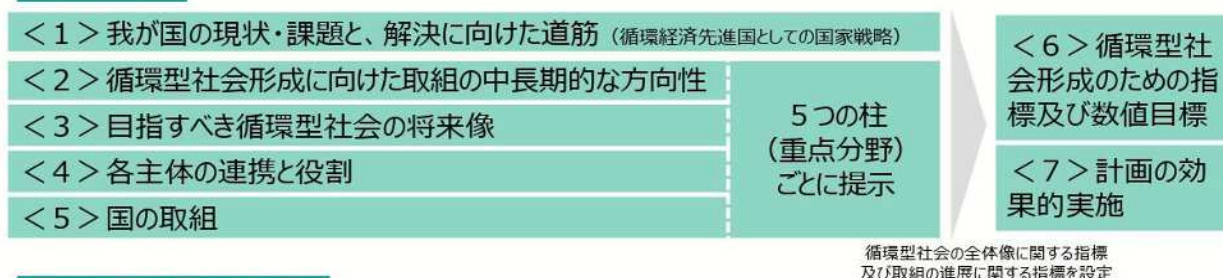 ＜１＞我が国の現状・課題と、解決に向けた道筋（循環経済先進国としての国家戦略）
＜２＞循環型社会形成に向けた取組の中長期的な方向性
＜３＞目指すべき循環型社会の将来像
＜４＞各主体の連携と役割
＜５＞国の取組
５つの柱
（重点分野）
ごとに提示
＜６＞循環型社
会形成のための指
標及び数値目標
＜７＞計画の効
果的実施
循環型社会の全体像に関する指標
及び取組の進展に関する指標を設定